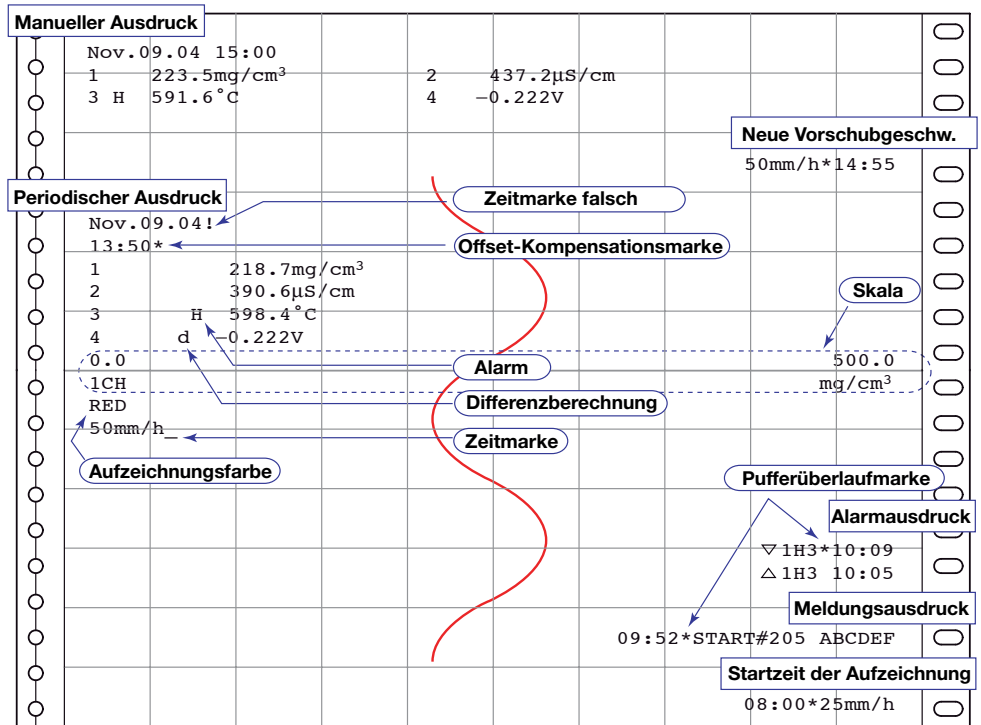 Manueller Ausdruck
Nov.09.04 15:00
1 223.5mg/cm³ 2 437.2µS/cm
3 H 591.6°C 4 −0.222V
Neue Vorschubgeschw.
50mm/h*14:55
Periodischer Ausdruck
Zeitmarke falsch
Nov.09.04!
13:50*
Offset-Kompensationsmarke
1 218.7mg/cm³
2 390.6µS/cm
Skala
3 H 598.4°C
4 d −0.222V
0.0 500.0
Alarm
1CH mg/cm³
RED
Differenzberechnung
50mm/h_
Zeitmarke
Aufzeichnungsfarbe
Pufferüberlaufmarke
Alarmausdruck
▽1H3*10:09
△1H3 10:05
Meldungsausdruck
09:52*START#205 ABCDEF
Startzeit der Aufzeichnung
08:00*25mm/h